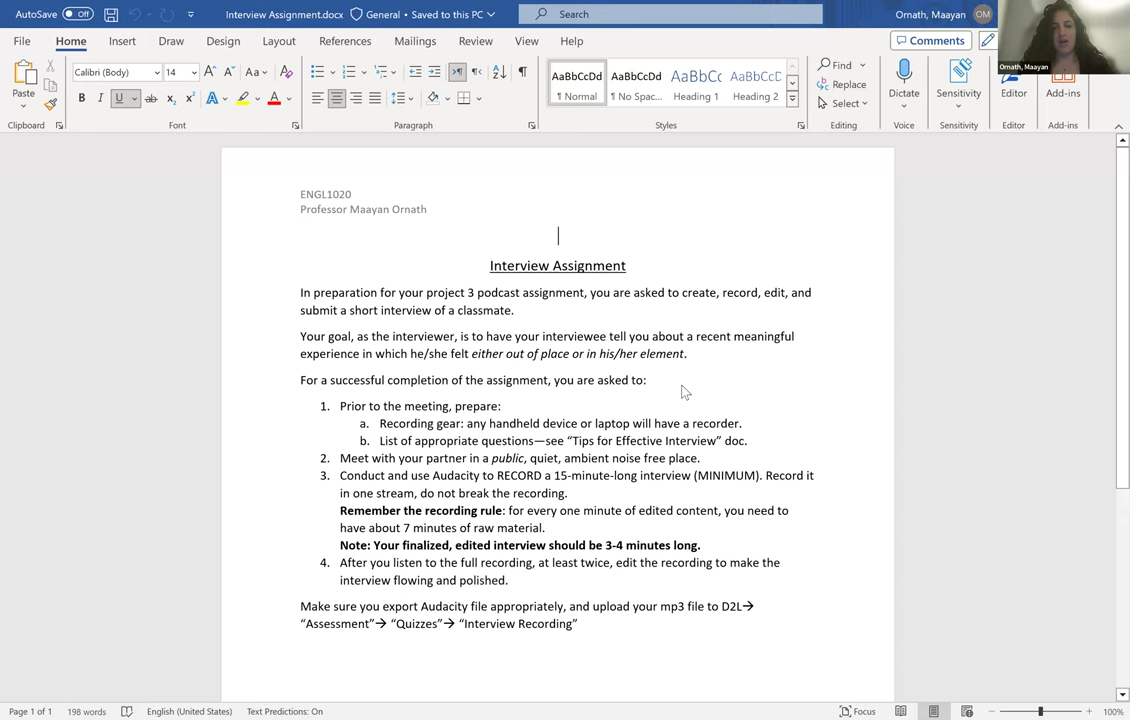 AutoSave Off Interview Assignment.docx General • Saved to this PC Search Ornath, Maayan OM
File Home Insert Draw Design Layout References Mailings Review View Help Comments
Ornath, Maayan
Calibri (Body) 14 Aa AaBbCcDd AaBbCcDd AaBbCc AaBbCcD Find
Replace
Paste B I U ab x₂ x² A A ¶ Normal ¶ No Spac... Heading 1 Heading 2 Select Dictate Sensitivity Editor Add-ins
Clipboard Font Paragraph Styles Editing Voice Sensitivity Editor Add-ins
ENGL1020
Professor Maayan Ornath
Interview Assignment
In preparation for your project 3 podcast assignment, you are asked to create, record, edit, and
submit a short interview of a classmate.
Your goal, as the interviewer, is to have your interviewee tell you about a recent meaningful
experience in which he/she felt either out of place or in his/her element.
For a successful completion of the assignment, you are asked to:
1. Prior to the meeting, prepare:
a. Recording gear: any handheld device or laptop will have a recorder.
b. List of appropriate questions—see “Tips for Effective Interview” doc.
2. Meet with your partner in a public, quiet, ambient noise free place.
3. Conduct and use Audacity to RECORD a 15-minute-long interview (MINIMUM). Record it
in one stream, do not break the recording.
Remember the recording rule: for every one minute of edited content, you need to
have about 7 minutes of raw material.
Note: Your finalized, edited interview should be 3-4 minutes long.
4. After you listen to the full recording, at least twice, edit the recording to make the
interview flowing and polished.
Make sure you export Audacity file appropriately, and upload your mp3 file to D2L→
“Assessment”→ “Quizzes”→ “Interview Recording”
Page 1 of 1 198 words English (United States) Text Predictions: On Focus 100%